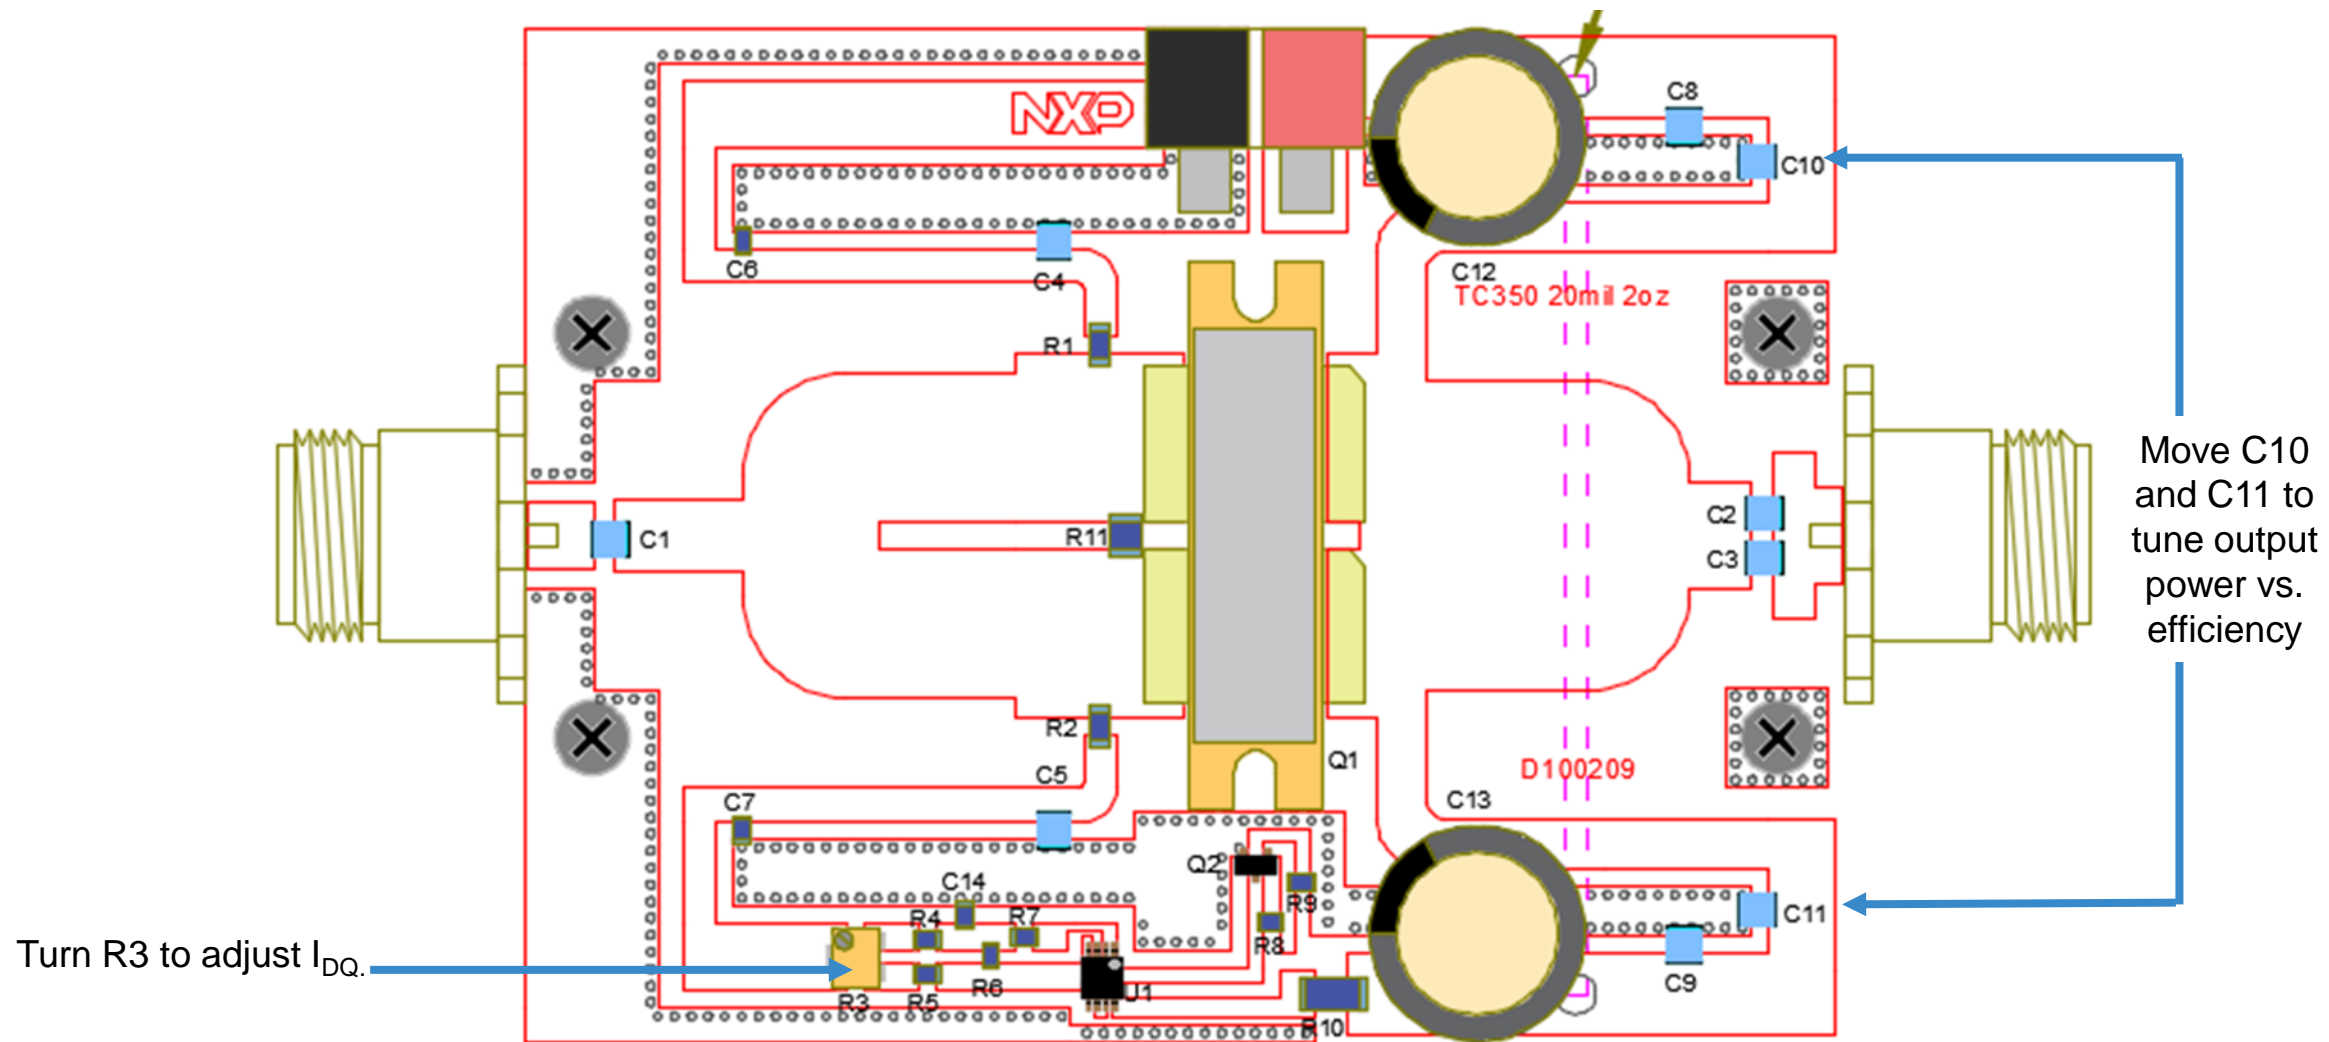 NXP
C8
C10
C6
C4
C12
TC350 20mil 2oz
R1
Move C10
and C11 to
tune output
power vs.
efficiency
C1
R11
C2
C3
R2
Q1
C5
D100209
C7
C13
Q2
C14
R9
C11
R4
R7
R8
Turn R3 to adjust IDQ.
R3
R5
R6
U1
C9
R10